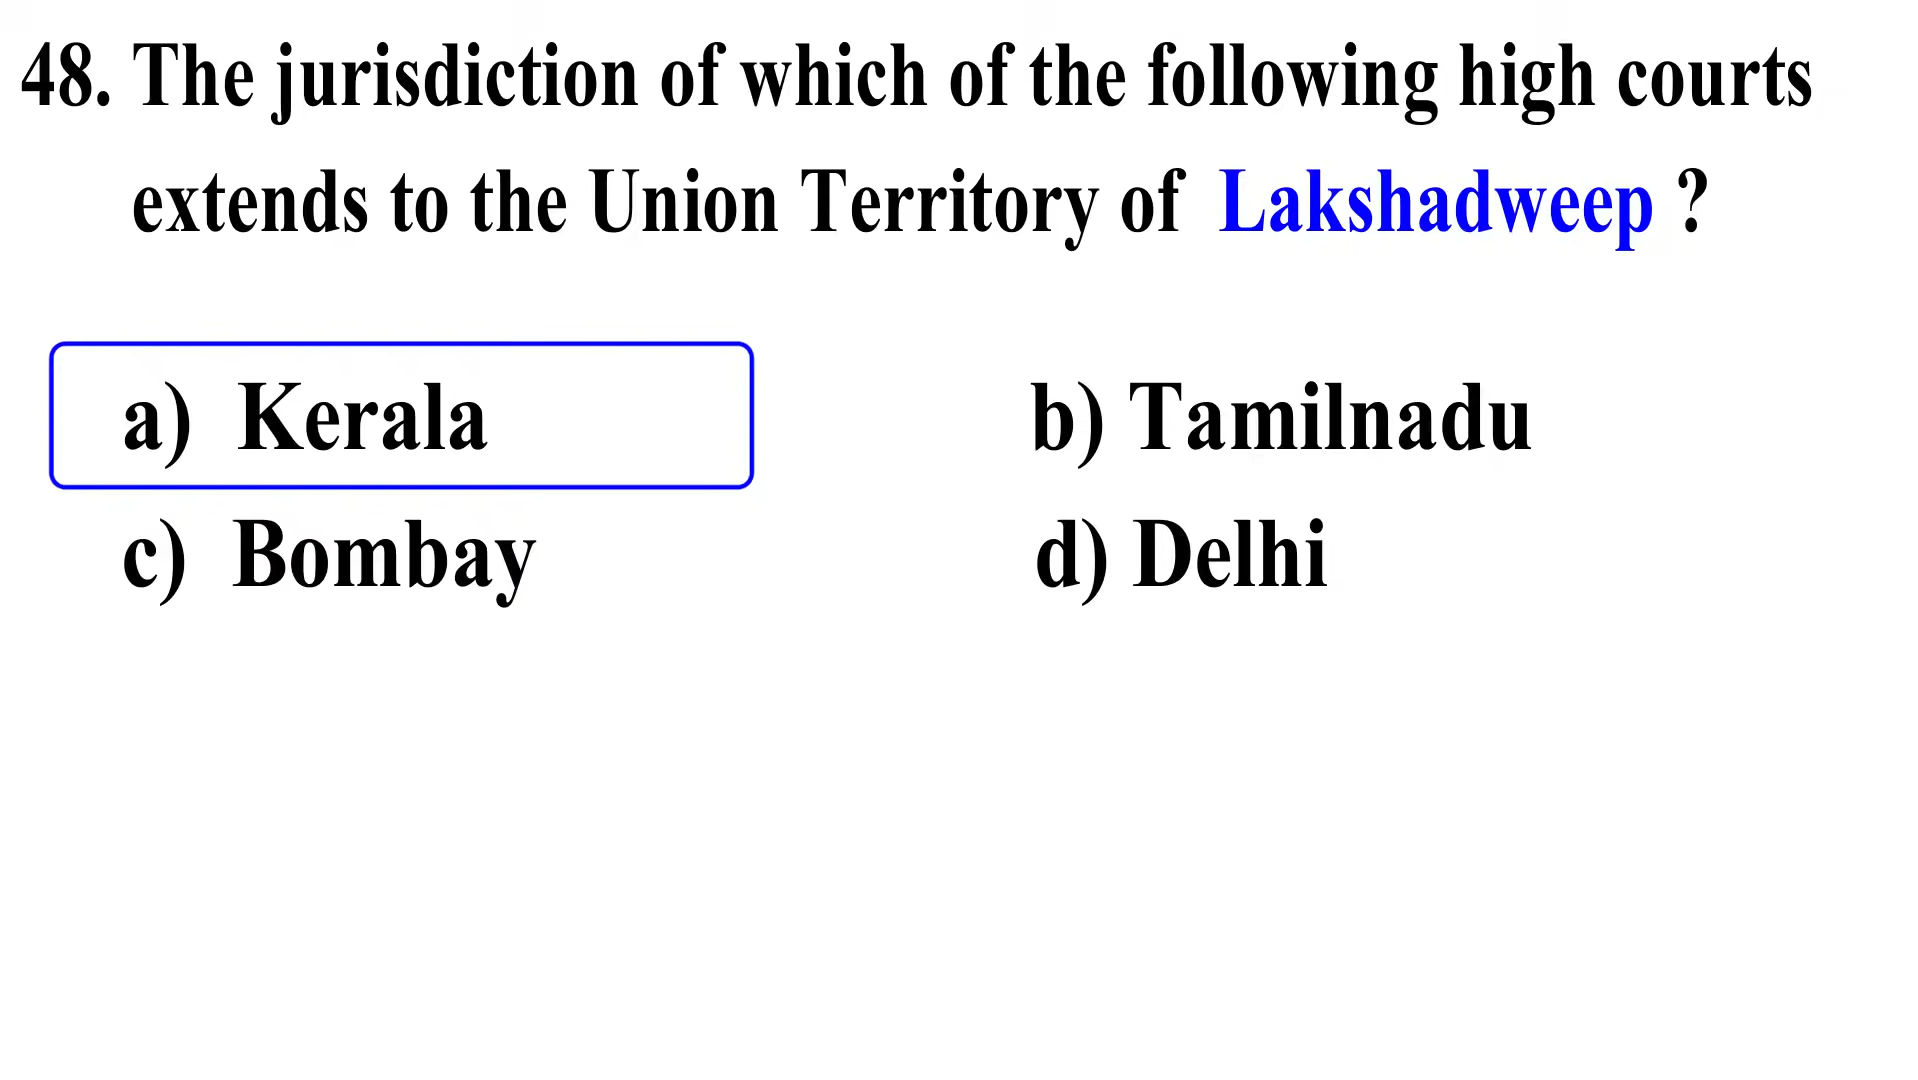 48. The jurisdiction of which of the following high courts
extends to the Union Territory of Lakshadweep ?
a) Kerala
b) Tamilnadu
c) Bombay
d) Delhi